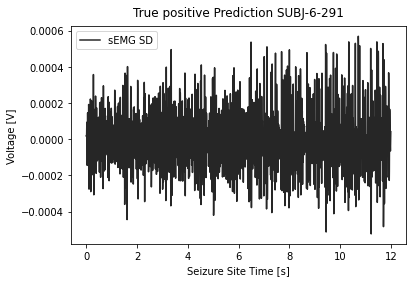 True positive Prediction SUBJ-6-291
sEMG SD
0.0006
0.0004
0.0002
0.0000
−0.0002
−0.0004
Voltage [V]
0 2 4 6 8 10 12
Seizure Site Time [s]